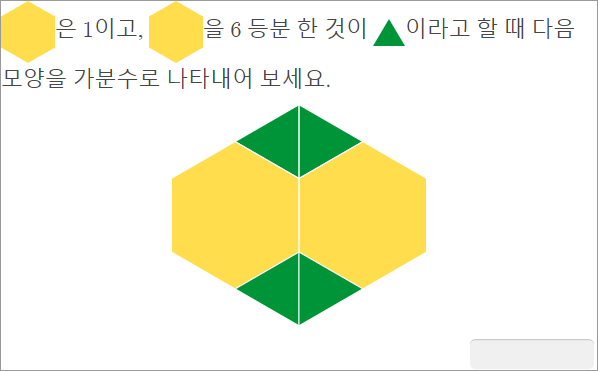 은 1이고, 을 6 등분 한 것이 이라고 할 때 다음
모양을 가분수로 나타내어 보세요.